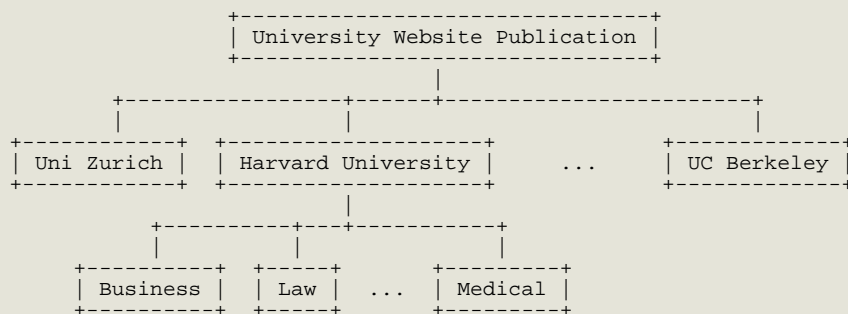 University Website Publication
Uni Zurich Harvard University ... UC Berkeley
Business Law ... Medical